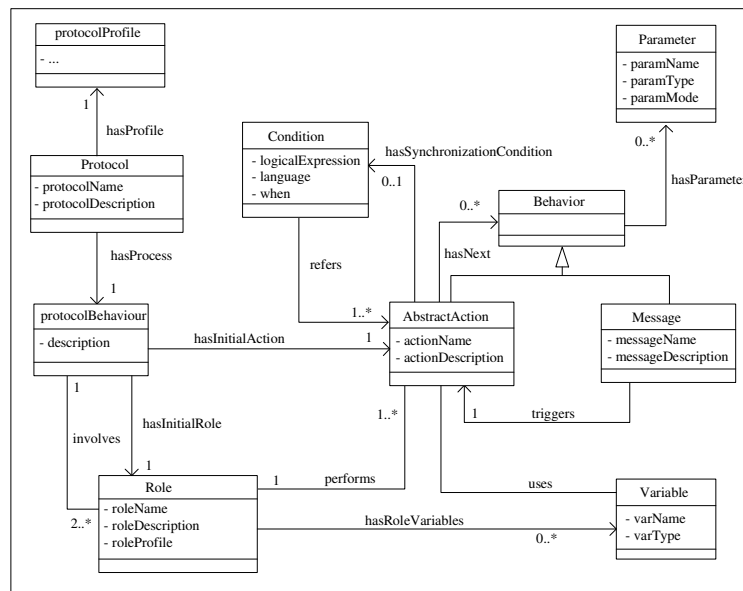 protocolProfile
- ...
1
hasProfile
Protocol
- protocolName
- protocolDescription
hasProcess
1
protocolBehaviour
- description
1
involves
hasInitialRole
1
2..*
Role
- roleName
- roleDescription
- roleProfile
Condition
- logicalExpression
- language
- when
hasSynchronizationCondition
0..1
refers
1..*
hasInitialAction
1
AbstractAction
- actionName
- actionDescription
1..*
performs
1
hasNext
0..*
Behavior
Parameter
- paramName
- paramType
- paramMode
0..*
hasParameter
Message
- messageName
- messageDescription
triggers
1
uses
hasRoleVariables
0..*
Variable
- varName
- varType